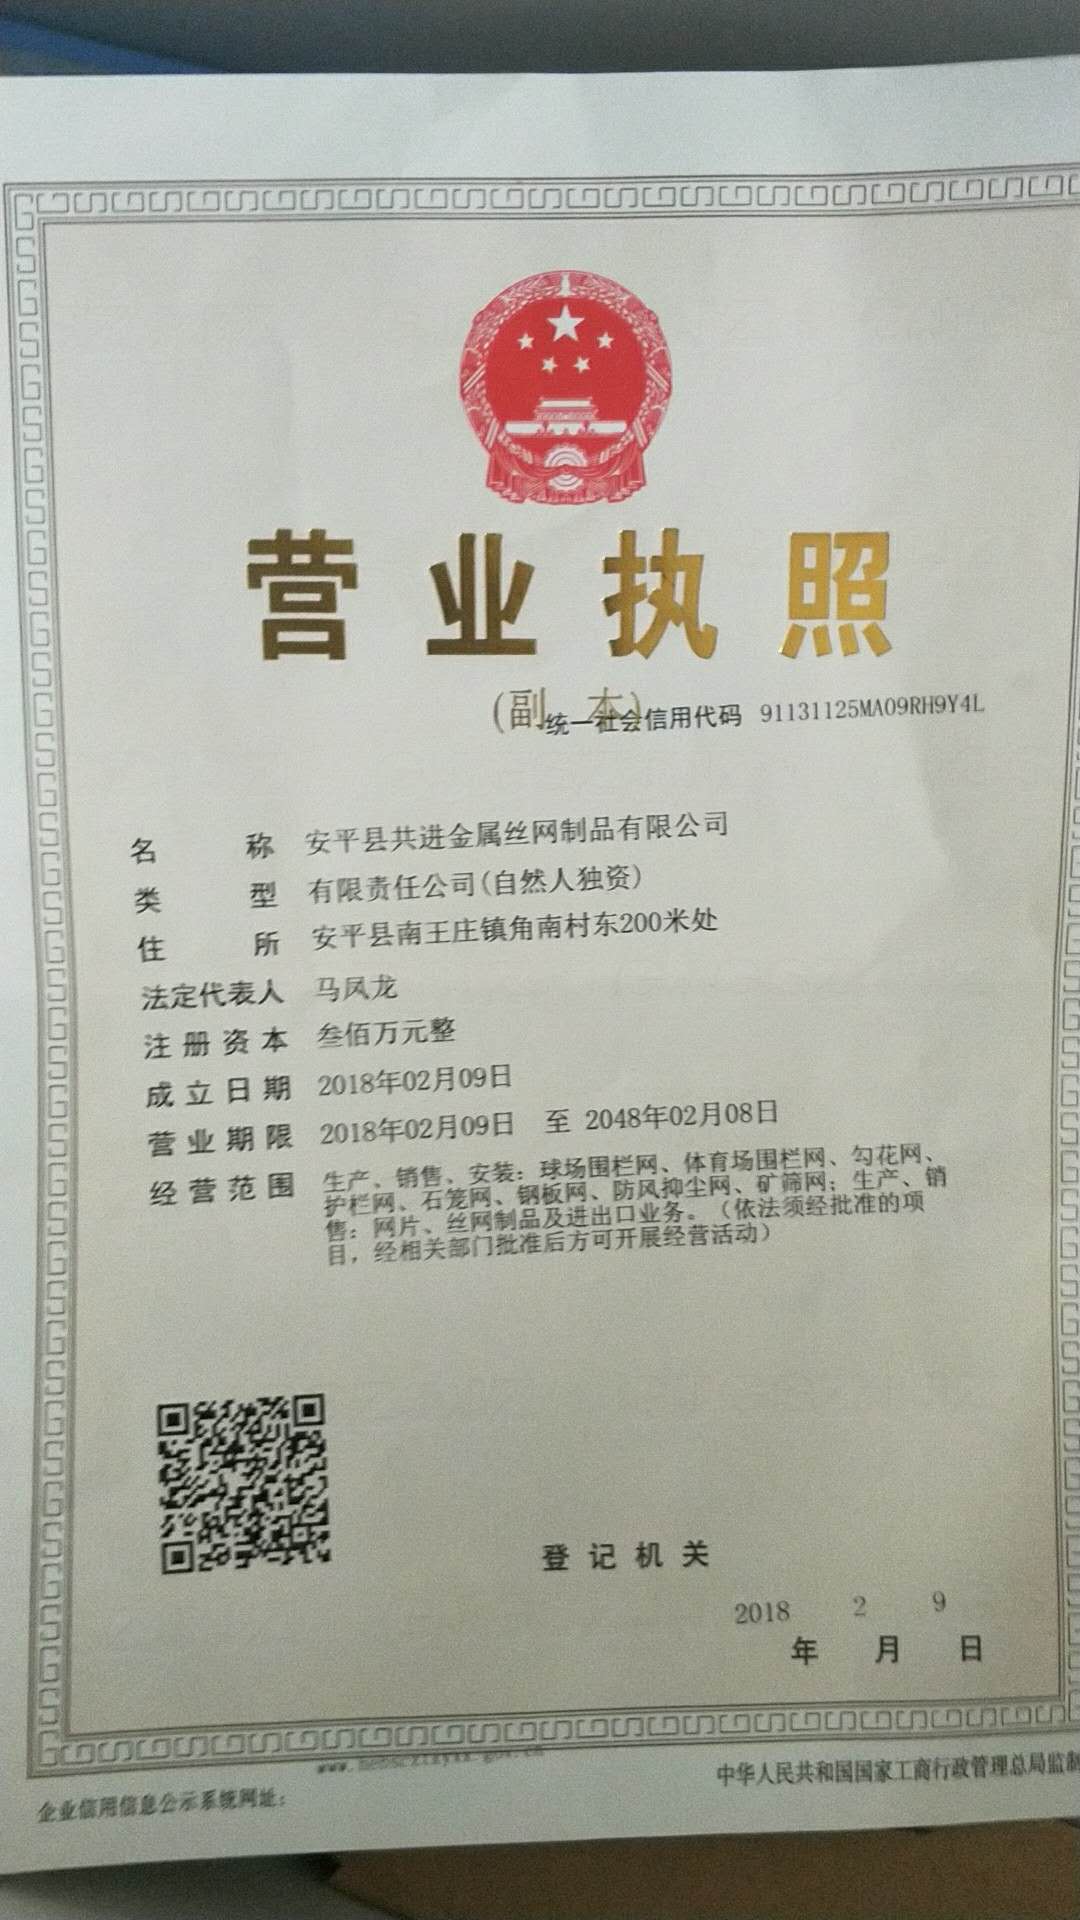 营业执照
(副 本)
统一社会信用代码 91131125MA09RH9Y4L
名称 安平县共进金属丝网制品有限公司
类型 有限责任公司(自然人独资)
住所 安平县南王庄镇角南村东200米处
法定代表人 马凤龙
注册资本 叁佰万元整
成立日期 2018年02月09日
营业期限 2018年02月09日 至 2048年02月08日
经营范围 生产、销售、安装：球场围栏网、体育场围栏网、勾花网、
护栏网、石笼网、钢板网、防风抑尘网、矿筛网；生产、销
售：网片、丝网制品及进出口业务。（依法须经批准的项
目，经相关部门批准后方可开展经营活动）
登记机关
2018 2 9
年 月 日
企业信用信息公示系统网址：
中华人民共和国国家工商行政管理总局监制